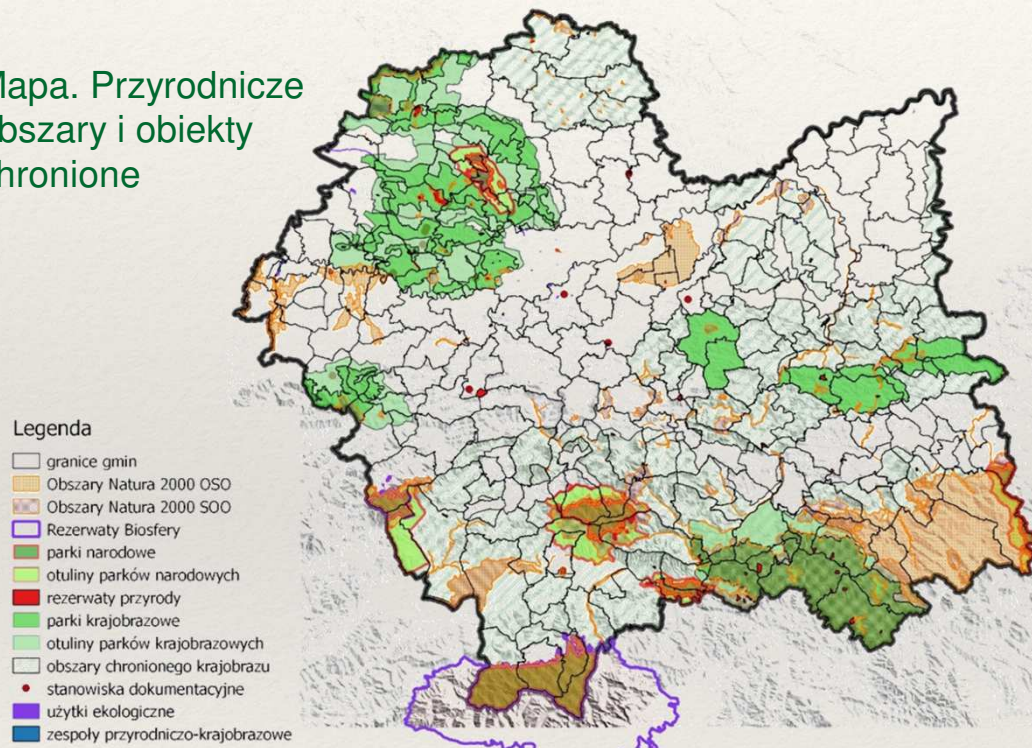 Mapa. Przyrodnicze
obszary i obiekty
chronione
Legenda
granice gmin
Obszary Natura 2000 OSO
Obszary Natura 2000 SOO
Rezerwaty Biosfery
parki narodowe
otuliny parków narodowych
rezerwaty przyrody
parki krajobrazowe
otuliny parków krajobrazowych
obszary chronionego krajobrazu
stanowiska dokumentacyjne
użytki ekologiczne
zespoły przyrodniczo-krajobrazowe